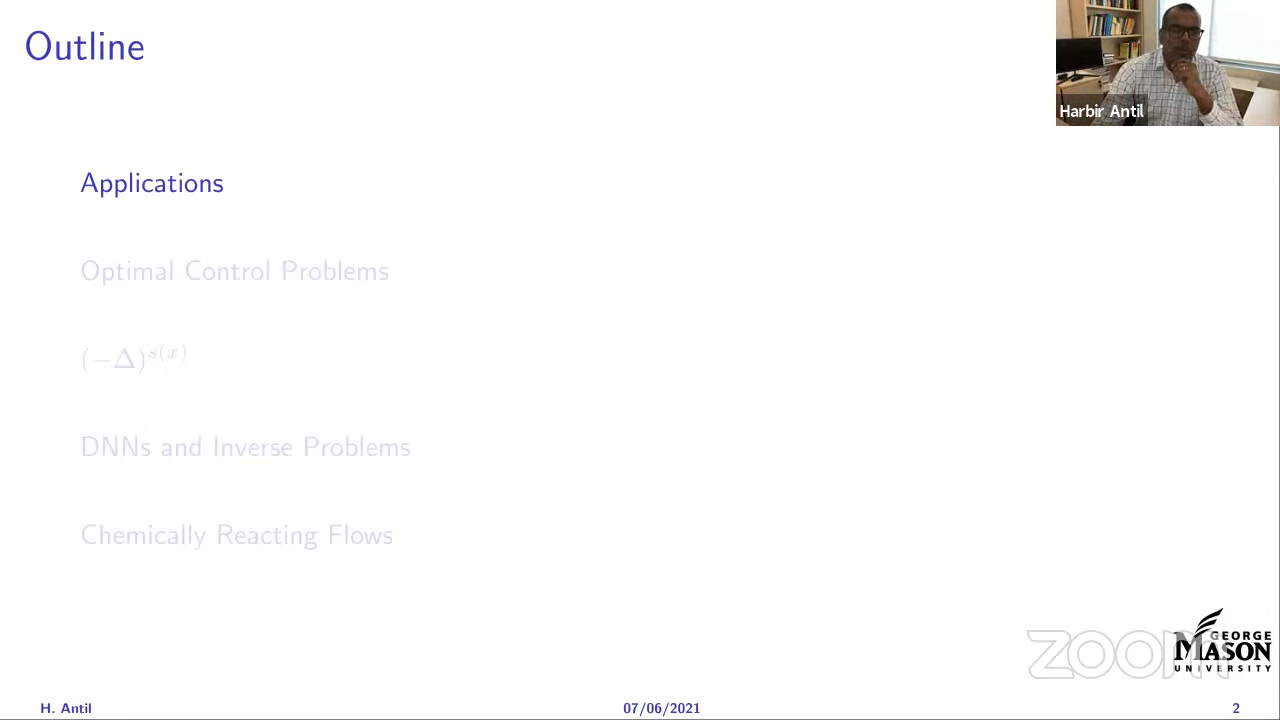 Outline
Harbir Antil
Applications
Optimal Control Problems
(−Δ)^{s(x)}
DNNs and Inverse Problems
Chemically Reacting Flows
ZOOM
GEORGE
MASON
UNIVERSITY
H. Antil
07/06/2021
2